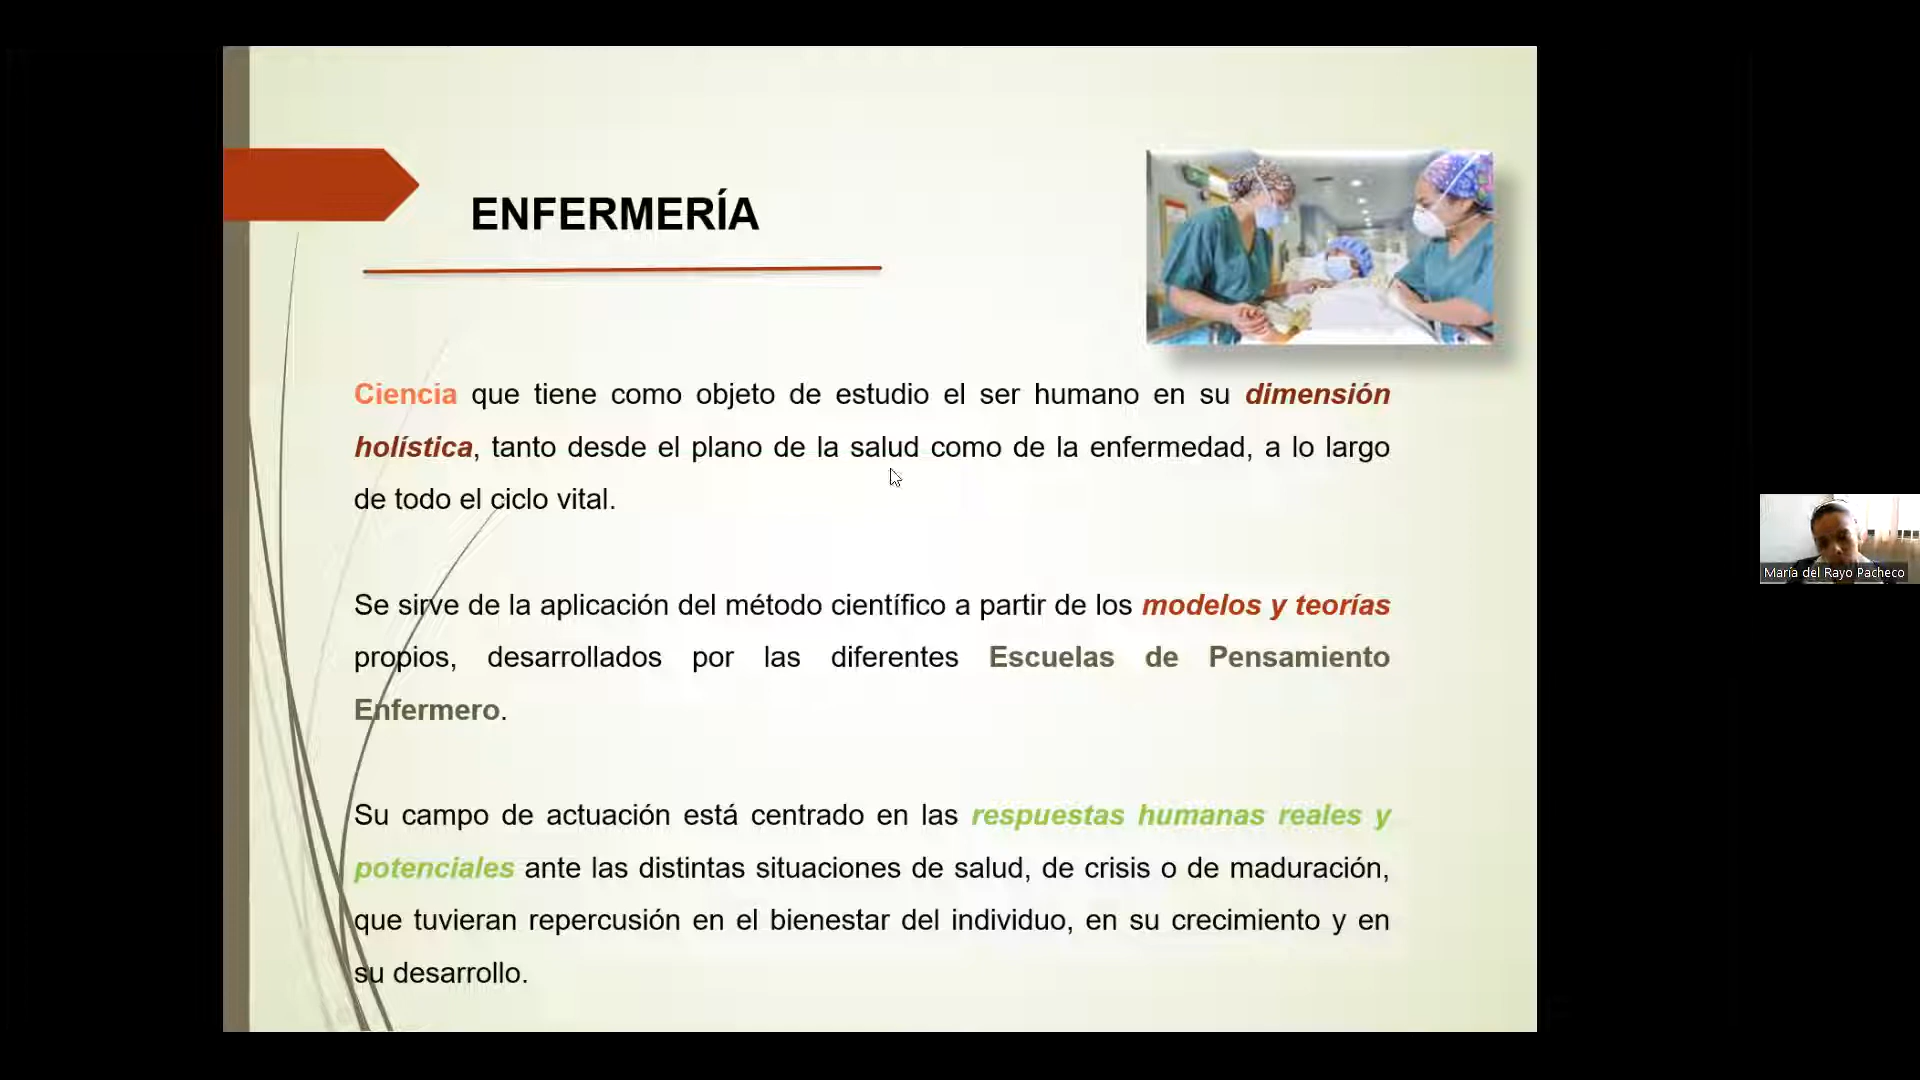 ENFERMERÍA
Ciencia que tiene como objeto de estudio el ser humano en su dimensión
holística, tanto desde el plano de la salud como de la enfermedad, a lo largo
de todo el ciclo vital.
Se sirve de la aplicación del método científico a partir de los modelos y teorías
propios, desarrollados por las diferentes Escuelas de Pensamiento
Enfermero.
Su campo de actuación está centrado en las respuestas humanas reales y
potenciales ante las distintas situaciones de salud, de crisis o de maduración,
que tuvieran repercusión en el bienestar del individuo, en su crecimiento y en
su desarrollo.
María del Rayo Pacheco